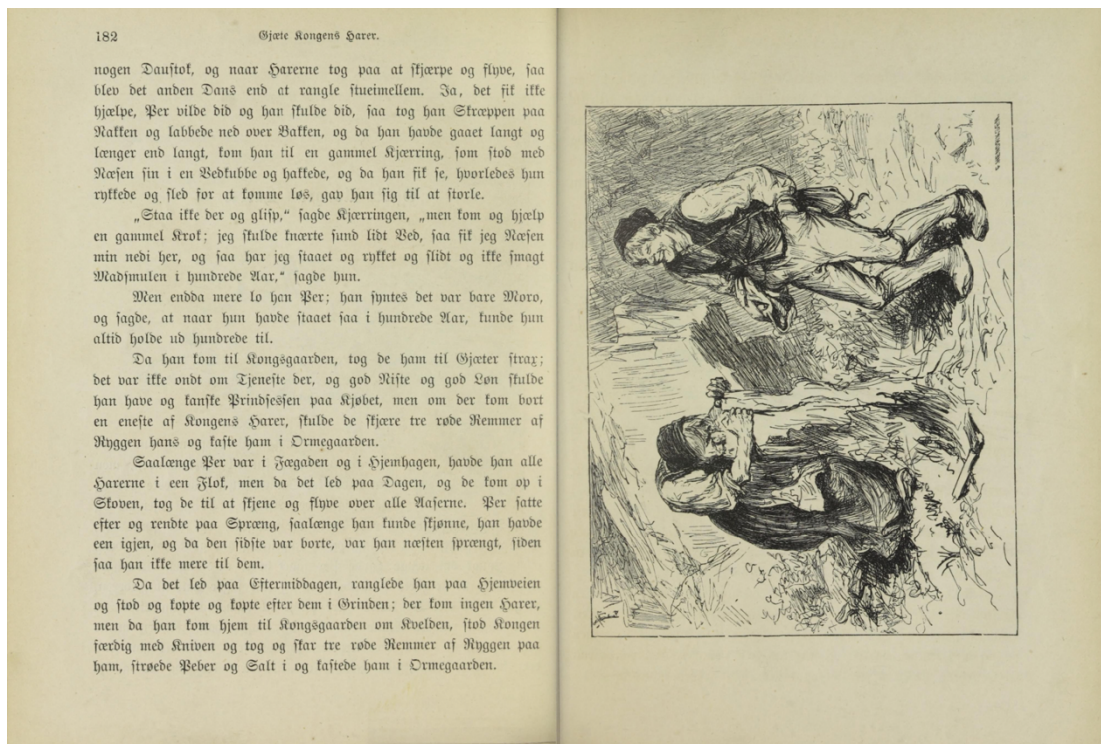 182
Gjæte Kongens Harer.
nogen Daustok, og naar Harerne tog paa at skjærpe og flyve, saa
blev det anden Dans end at rangle stueimellem. Ja, det fik ikke
hjælpe, Per vilde did og han skulde did, saa tog han Skræppen paa
Nakken og labbede ned over Bakken, og da han havde gaaet langt og
længer end langt, kom han til en gammel Kjærring, som stod med
Næsen sin i en Vedkubbe og hakkede, og da han fik se, hvorledes hun
rykkede og sled for at komme løs, gav han sig til at storle.
„Staa ikke der og glisp,“ sagde Kjærringen, „men kom og hjælp
en gammel Krok; jeg skulde knærte sund lidt Ved, saa fik jeg Næsen
min nedi her, og saa har jeg staaet og rykket og slidt og ikke smagt
Madsmulen i hundrede Aar,“ sagde hun.
Men endda mere lo han Per; han syntes det var bare Moro,
og sagde, at naar hun havde staaet saa i hundrede Aar, kunde hun
altid holde ud hundrede til.
Da han kom til Kongsgaarden, tog de ham til Gjæter strax;
det var ikke ondt om Tjeneste der, og god Niste og god Løn skulde
han have og kanske Prindsessen paa Kjøbet, men om der kom bort
en eneste af Kongens Harer, skulde de skjære tre røde Remmer af
Ryggen hans og kaste ham i Ormegaarden.
Saalænge Per var i Fægaden og i Hjemhagen, havde han alle
Harerne i een Flok, men da det led paa Dagen, og de kom op i
Skoven, tog de til at skjene og flyve over alle Aaserne. Per satte
efter og rendte paa Spræng, saalænge han kunde skjønne, han havde
een igjen, og da den sidste var borte, var han næsten sprængt, siden
saa han ikke mere til dem.
Da det led paa Eftermiddagen, ranglede han paa Hjemveien
og stod og kopte og kopte efter dem i Grinden; der kom ingen Harer,
men da han kom hjem til Kongsgaarden om Kvelden, stod Kongen
færdig med Kniven og tog og skar tre røde Remmer af Ryggen paa
ham, strøede Peber og Salt i og kastede ham i Ormegaarden.